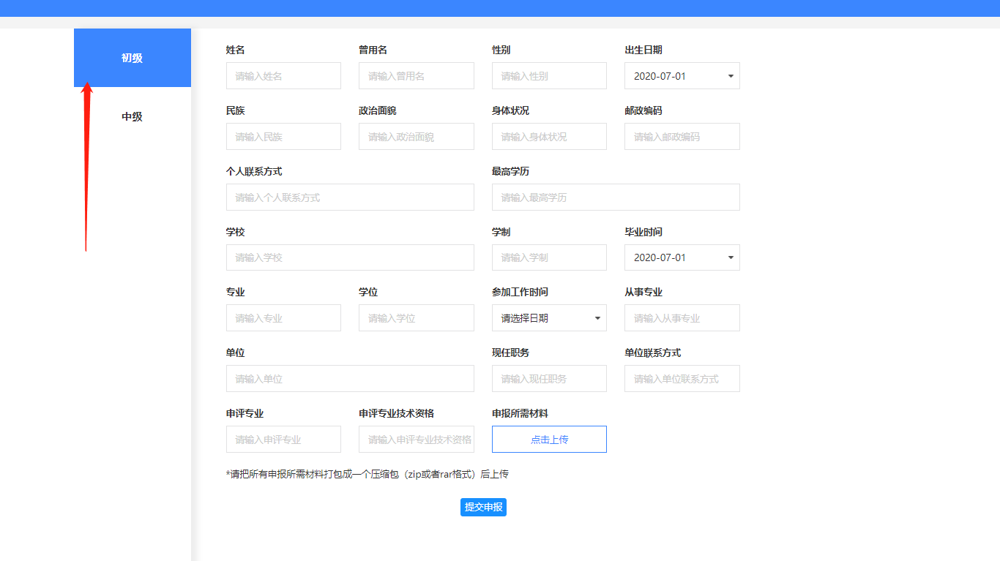 初级
中级
姓名 曾用名 性别 出生日期
请输入姓名 请输入曾用名 请输入性别 2020-07-01
民族 政治面貌 身体状况 邮政编码
请输入民族 请输入政治面貌 请输入身体状况 请输入邮政编码
个人联系方式 最高学历
请输入个人联系方式 请输入最高学历
学校 学制 毕业时间
请输入学校 请输入学制 2020-07-01
专业 学位 参加工作时间 从事专业
请输入专业 请输入学位 请选择日期 请输入从事专业
单位 现任职务 单位联系方式
请输入单位 请输入现任职务 请输入单位联系方式
申评专业 申评专业技术资格 申报所需材料
请输入申评专业 请输入申评专业技术资格 点击上传
*请把所有申报所需材料打包成一个压缩包（zip或者rar格式）后上传
提交申报